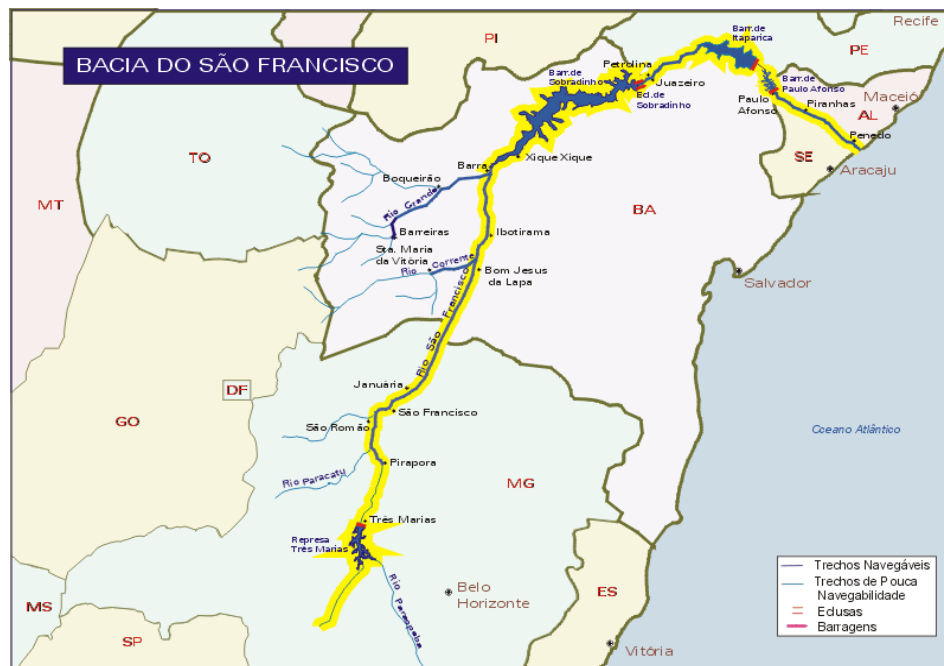 BACIA DO SÃO FRANCISCO
PI
Recife
Barr.de
Itaparica
PE
Petrolina
Barr.de
Sobradinho
Juazeiro
Ecl.de
Sobradinho
Barr.de
Paulo Afonso
Paulo
Afonso
Piranhas
Maceió
AL
Penedo
SE
Aracaju
TO
MT
Xique Xique
Barra
Boqueirão
Rio Grande
Barreiras
BA
Ibotirama
Sta. Maria
da Vitória
Rio Corrente
Bom Jesus
da Lapa
Salvador
Rio São Francisco
DF
GO
Januária
São Francisco
São Romão
Pirapora
Rio Paracatu
MG
Oceano Atlântico
Três Marias
Represa
Três Marias
Rio Paraopeba
Belo
Horizonte
ES
MS
SP
Vitória
Trechos Navegáveis
Trechos de Pouca
Navegabilidade
Eclusas
Barragens